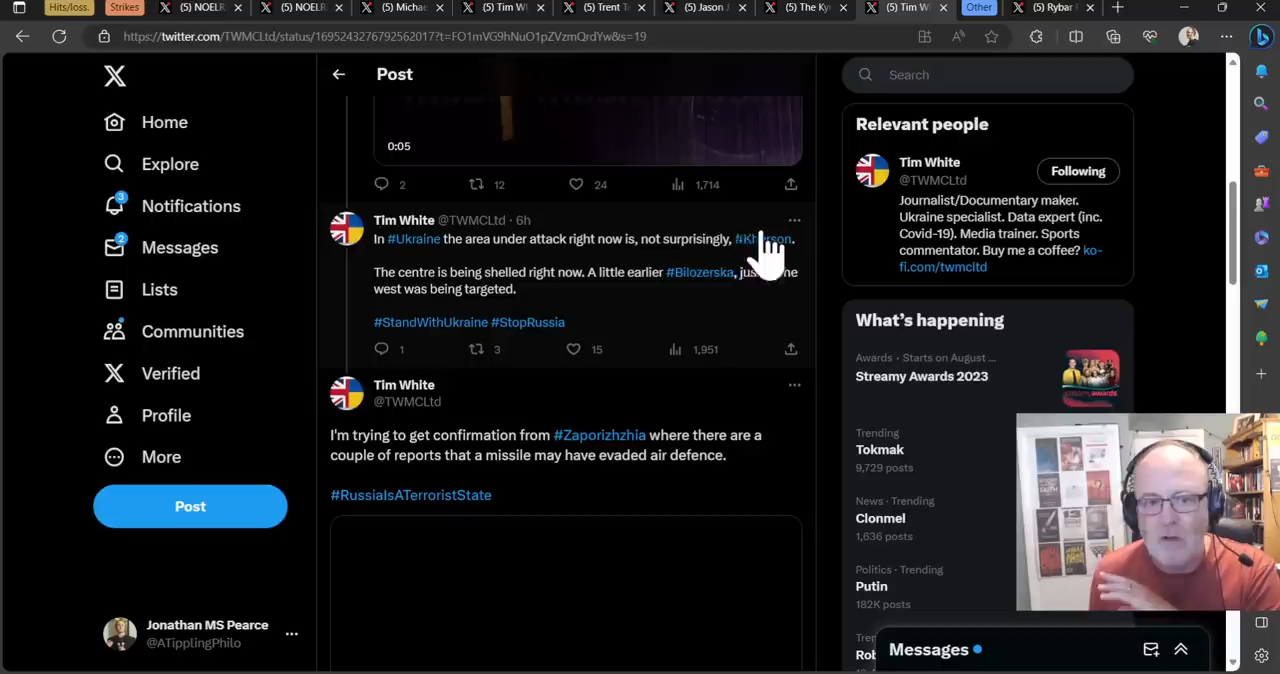 Hits/loss.
Strikes
(5) NOELR
(5) NOELR
(5) Michae
(5) Tim W
(5) Trent T
(5) Jason J
(5) The Ky
(5) Tim W
Other
(5) Rybar
https://twitter.com/TWMCLtd/status/1695243276792562017?t=FO1mVG9hNuO1pZVzmQrdYw&s=19
Home
Explore
3
Notifications
2
Messages
Lists
Communities
Verified
Profile
More
Post
Jonathan MS Pearce
@ATipplingPhilo
Post
0:05
2 12 24 1,714
Tim White @TWMCLtd · 6h
In #Ukraine the area under attack right now is, not surprisingly,
The centre is being shelled right now. A little earlier #Bilozerska,
west was being targeted.
#StandWithUkraine #StopRussia
1 3 15 1,951
Tim White
@TWMCLtd
I'm trying to get confirmation from #Zaporizhzhia where there are a
couple of reports that a missile may have evaded air defence.
#RussiaIsATerroristState
Search
Relevant people
Tim White
@TWMCLtd
Following
Journalist/Documentary maker.
Ukraine specialist. Data expert (inc.
Covid-19). Media trainer. Sports
commentator. Buy me a coffee? ko-
fi.com/twmcltd
What's happening
Awards · Starts on August ...
Streamy Awards 2023
Trending
Tokmak
9,729 posts
News · Trending
Clonmel
1,636 posts
Politics · Trending
Putin
182K posts
Messages